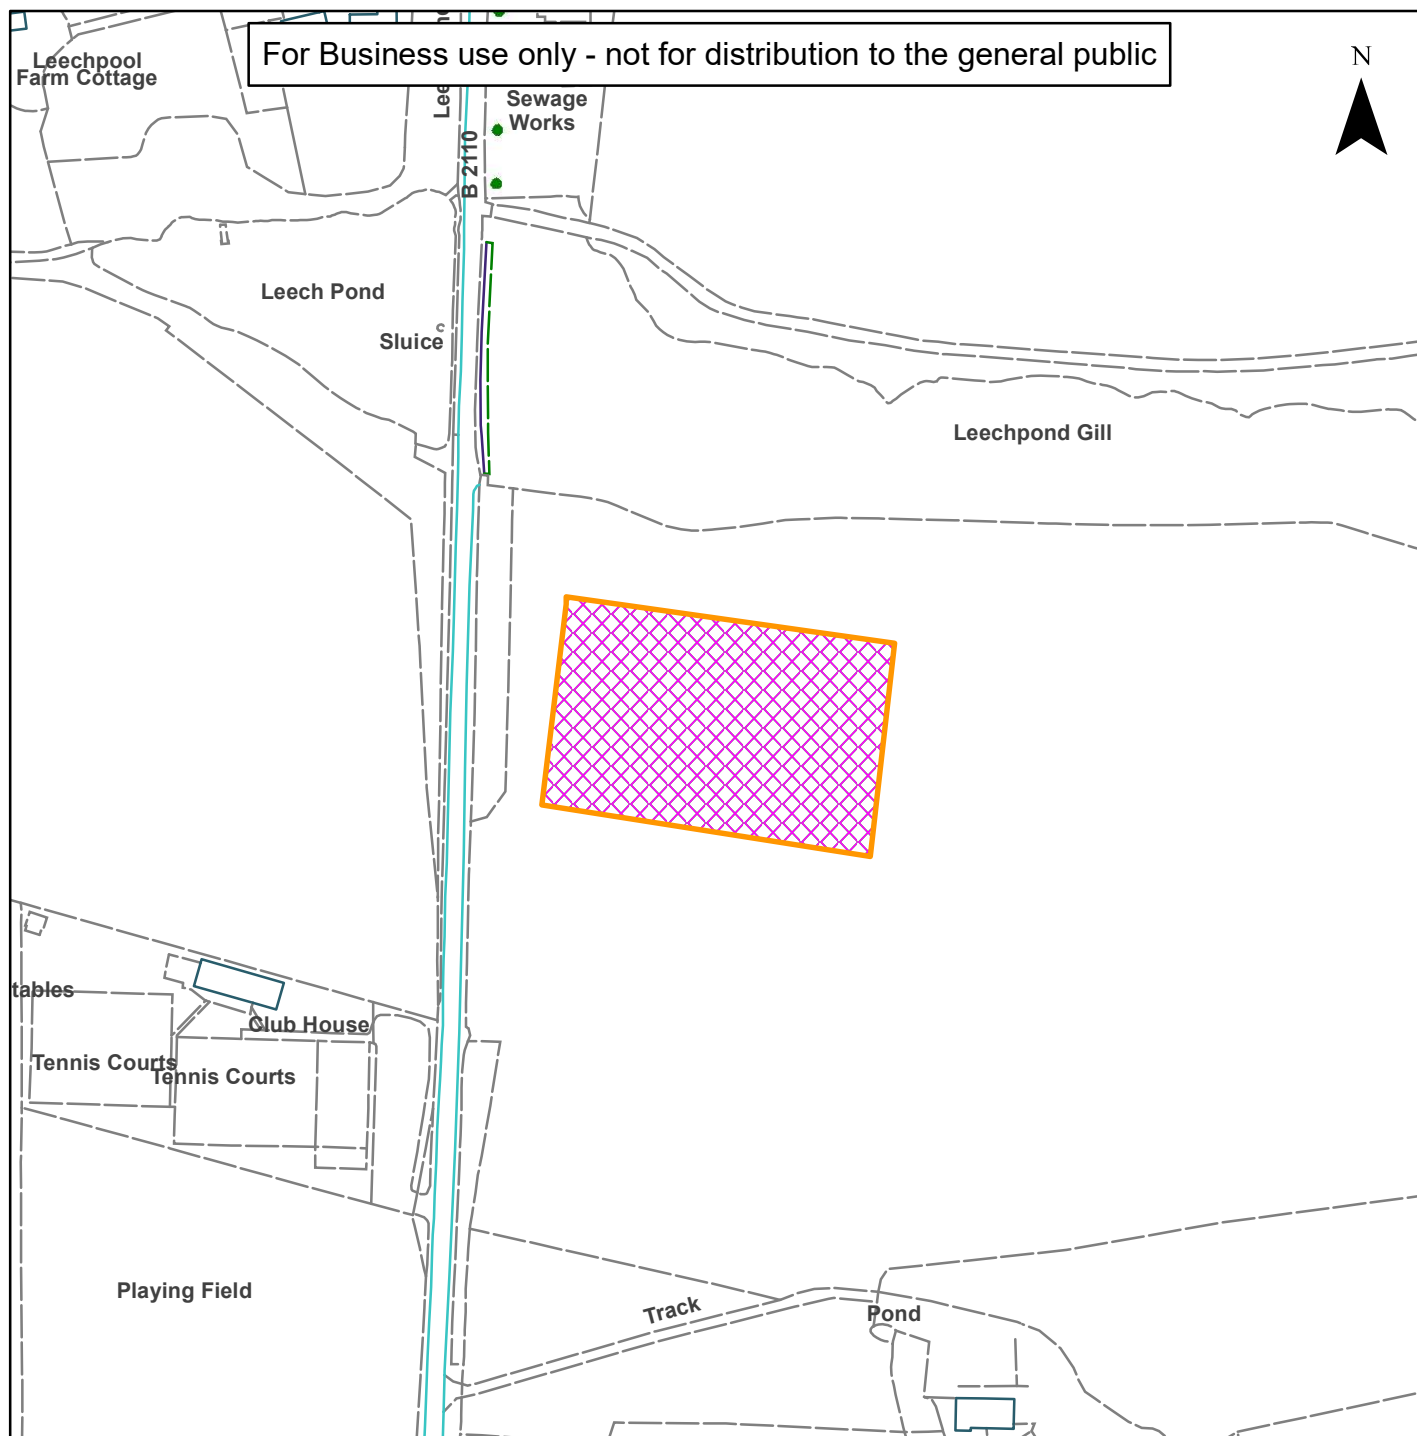 For Business use only - not for distribution to the general public
N
Leechpool
Farm Cottage
Sewage
Works
B 2110
Leech Pond
Sluice
Leechpond Gill
Club House
Tennis Courts
Tennis Courts
Playing Field
Track
Pond